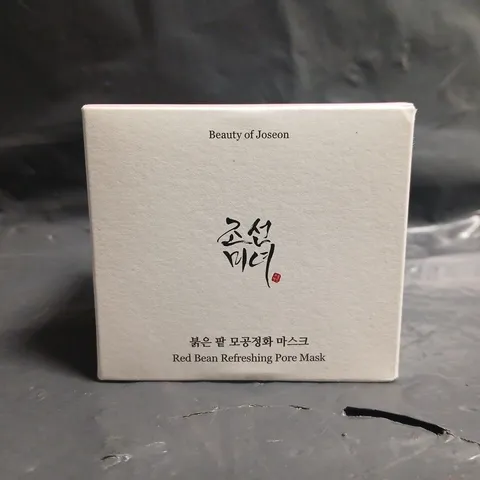 Beauty of Joseon
조선
미녀
붉은 팥 모공정화 마스크
Red Bean Refreshing Pore Mask